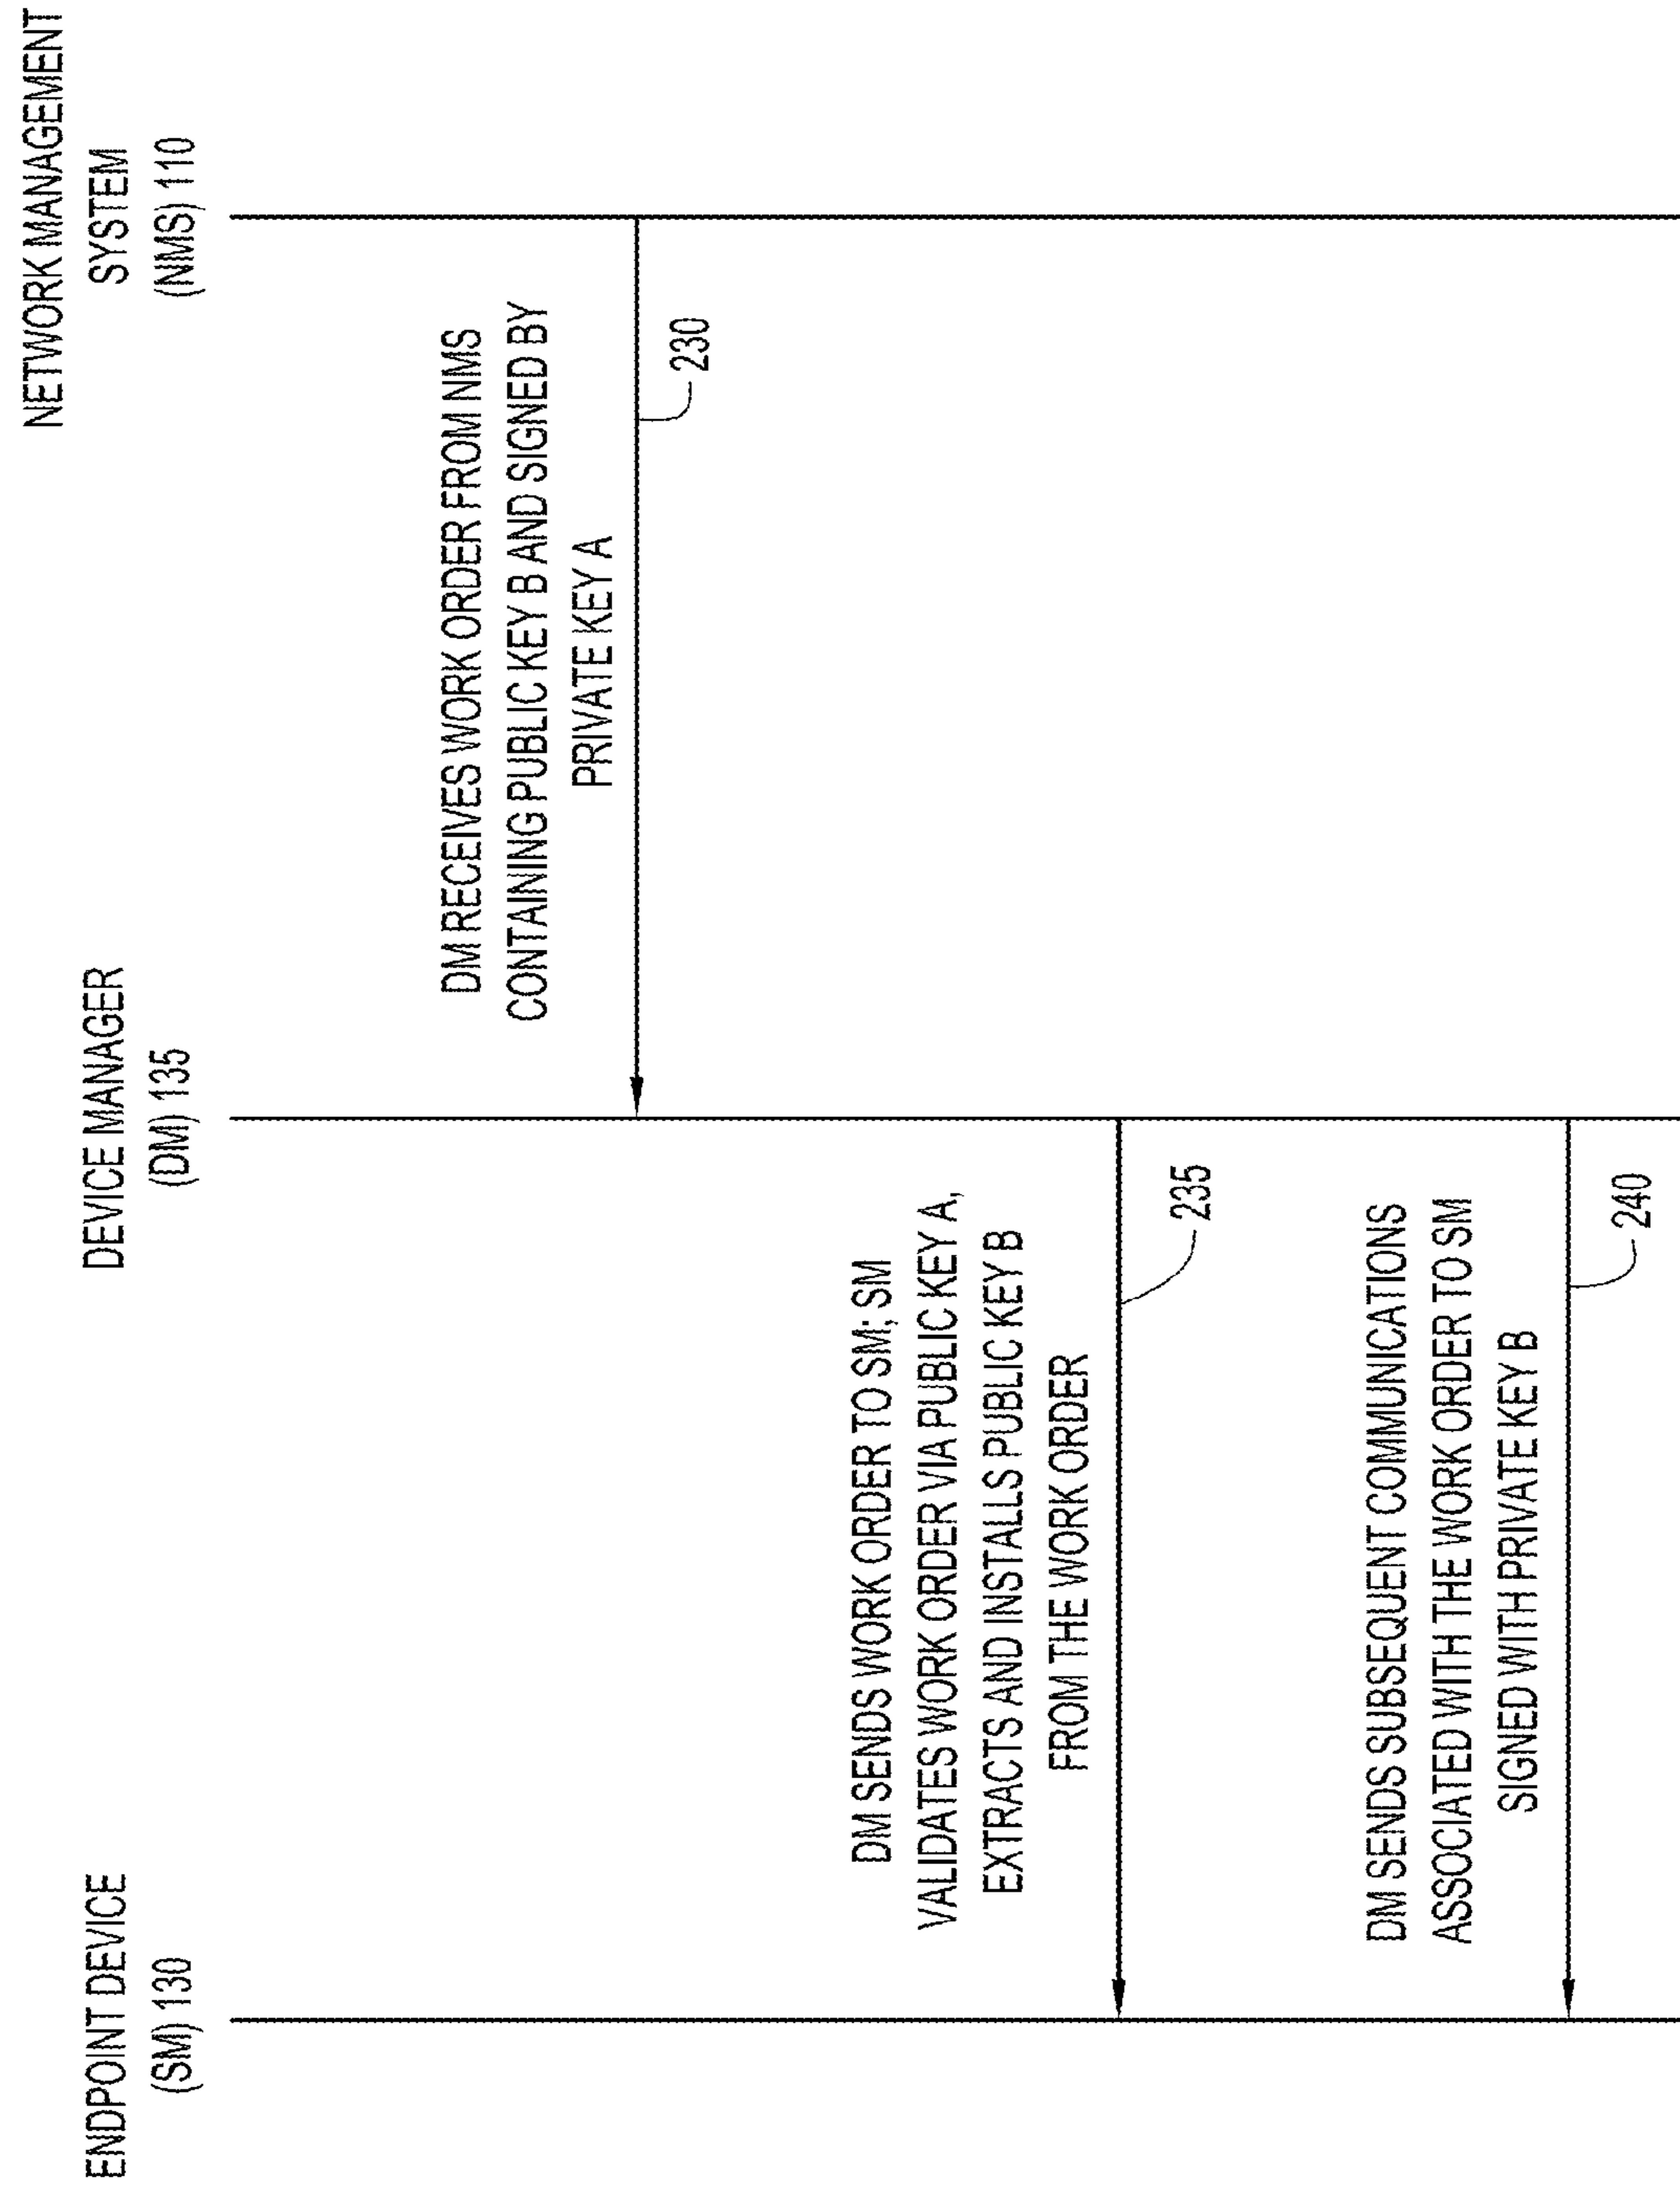 ENDPOINT DEVICE
(SM) 130
DEVICE MANAGER
(DM) 135
NETWORK MANAGEMENT
SYSTEM
(NMS) 110
DM RECEIVES WORK ORDER FROM NMS
CONTAINING PUBLIC KEY B AND SIGNED BY
PRIVATE KEY A
230
DM SENDS WORK ORDER TO SM; SM
VALIDATES WORK ORDER VIA PUBLIC KEY A,
EXTRACTS AND INSTALLS PUBLIC KEY B
FROM THE WORK ORDER
235
DM SENDS SUBSEQUENT COMMUNICATIONS
ASSOCIATED WITH THE WORK ORDER TO SM
SIGNED WITH PRIVATE KEY B
240